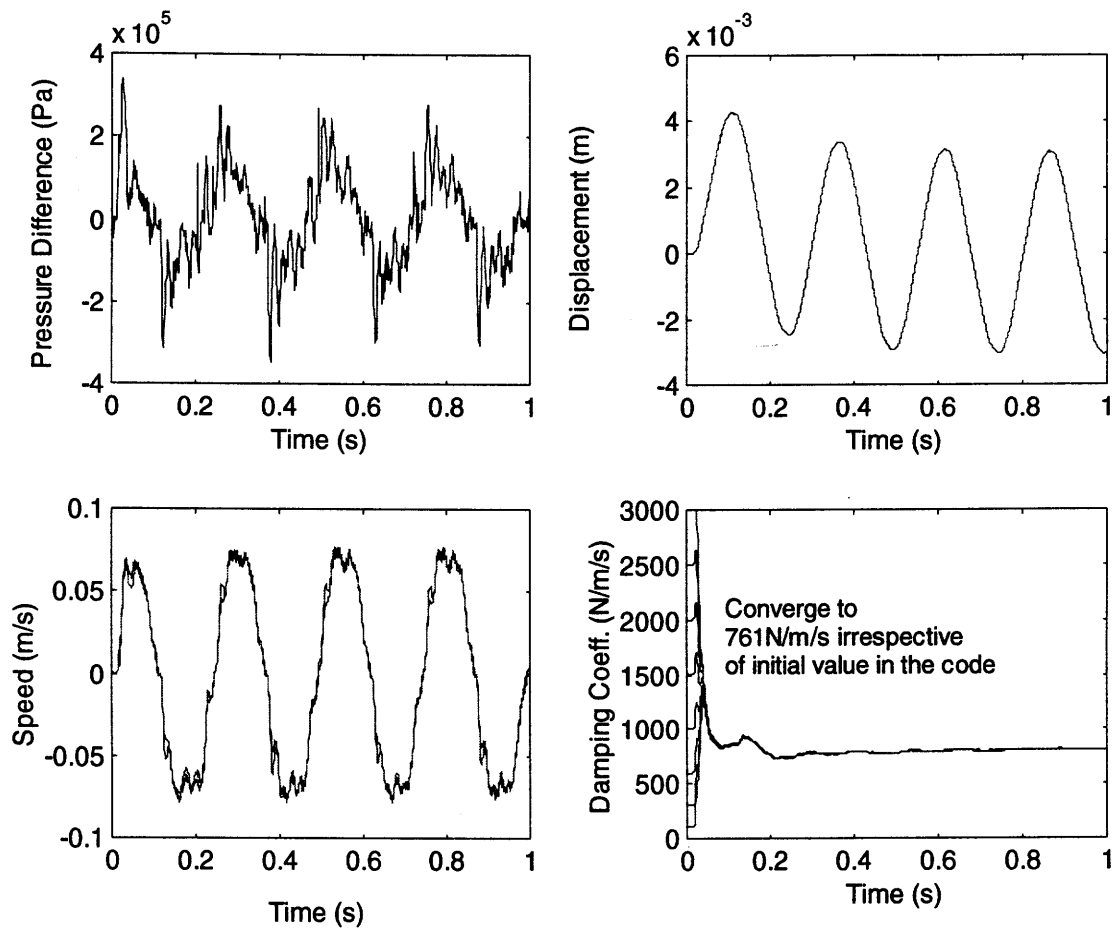 x 10⁵
4
2
0
-2
-4
Pressure Difference (Pa)
0 0.2 0.4 0.6 0.8 1
Time (s)
x 10⁻³
6
4
2
0
-2
-4
Displacement (m)
0 0.2 0.4 0.6 0.8 1
Time (s)
0.1
0.05
0
-0.05
-0.1
Speed (m/s)
0 0.2 0.4 0.6 0.8 1
Time (s)
3000
2500
2000
1500
1000
500
0
Damping Coeff. (N/m/s)
Converge to
761N/m/s irrespective
of initial value in the code
0 0.2 0.4 0.6 0.8 1
Time (s)